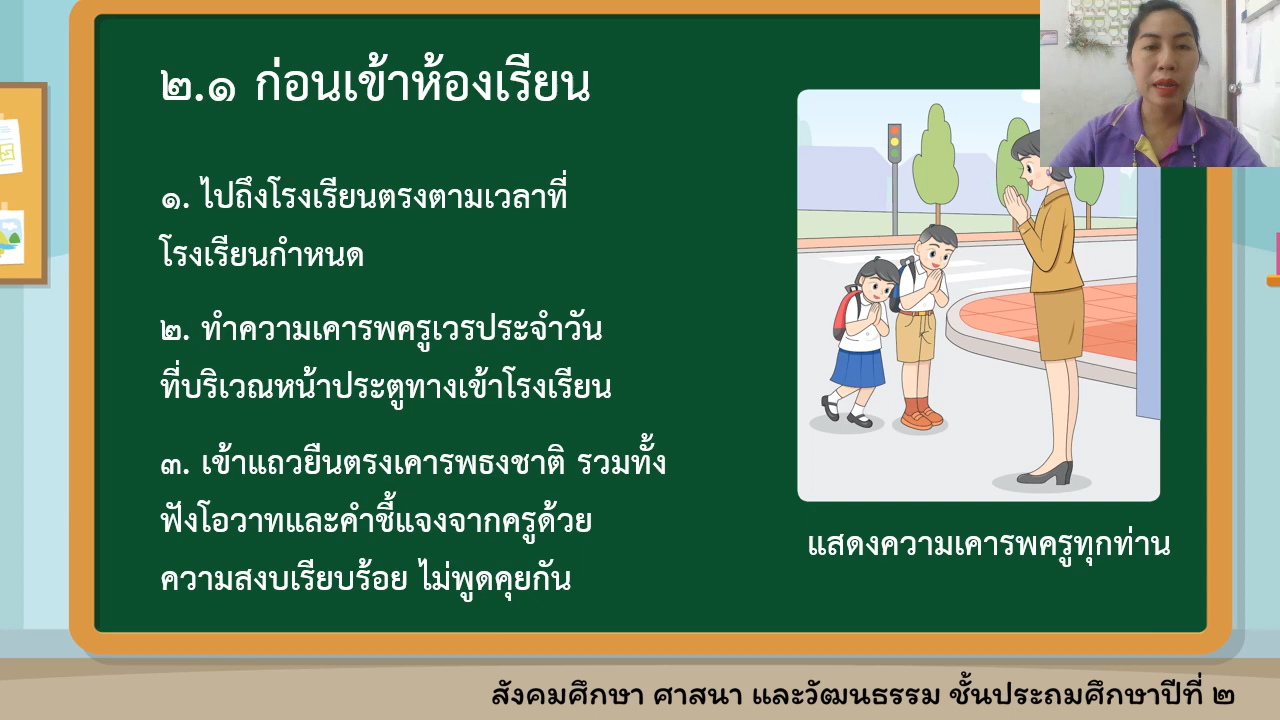 ๒.๑ ก่อนเข้าห้องเรียน
๑. ไปถึงโรงเรียนตรงตามเวลาที่
โรงเรียนกำหนด
๒. ทำความเคารพครูเวรประจำวัน
ที่บริเวณหน้าประตูทางเข้าโรงเรียน
๓. เข้าแถวยืนตรงเคารพธงชาติ รวมทั้ง
ฟังโอวาทและคำชี้แจงจากครูด้วย
ความสงบเรียบร้อย ไม่พูดคุยกัน
แสดงความเคารพครูทุกท่าน
สังคมศึกษา ศาสนา และวัฒนธรรม ชั้นประถมศึกษาปีที่ ๒